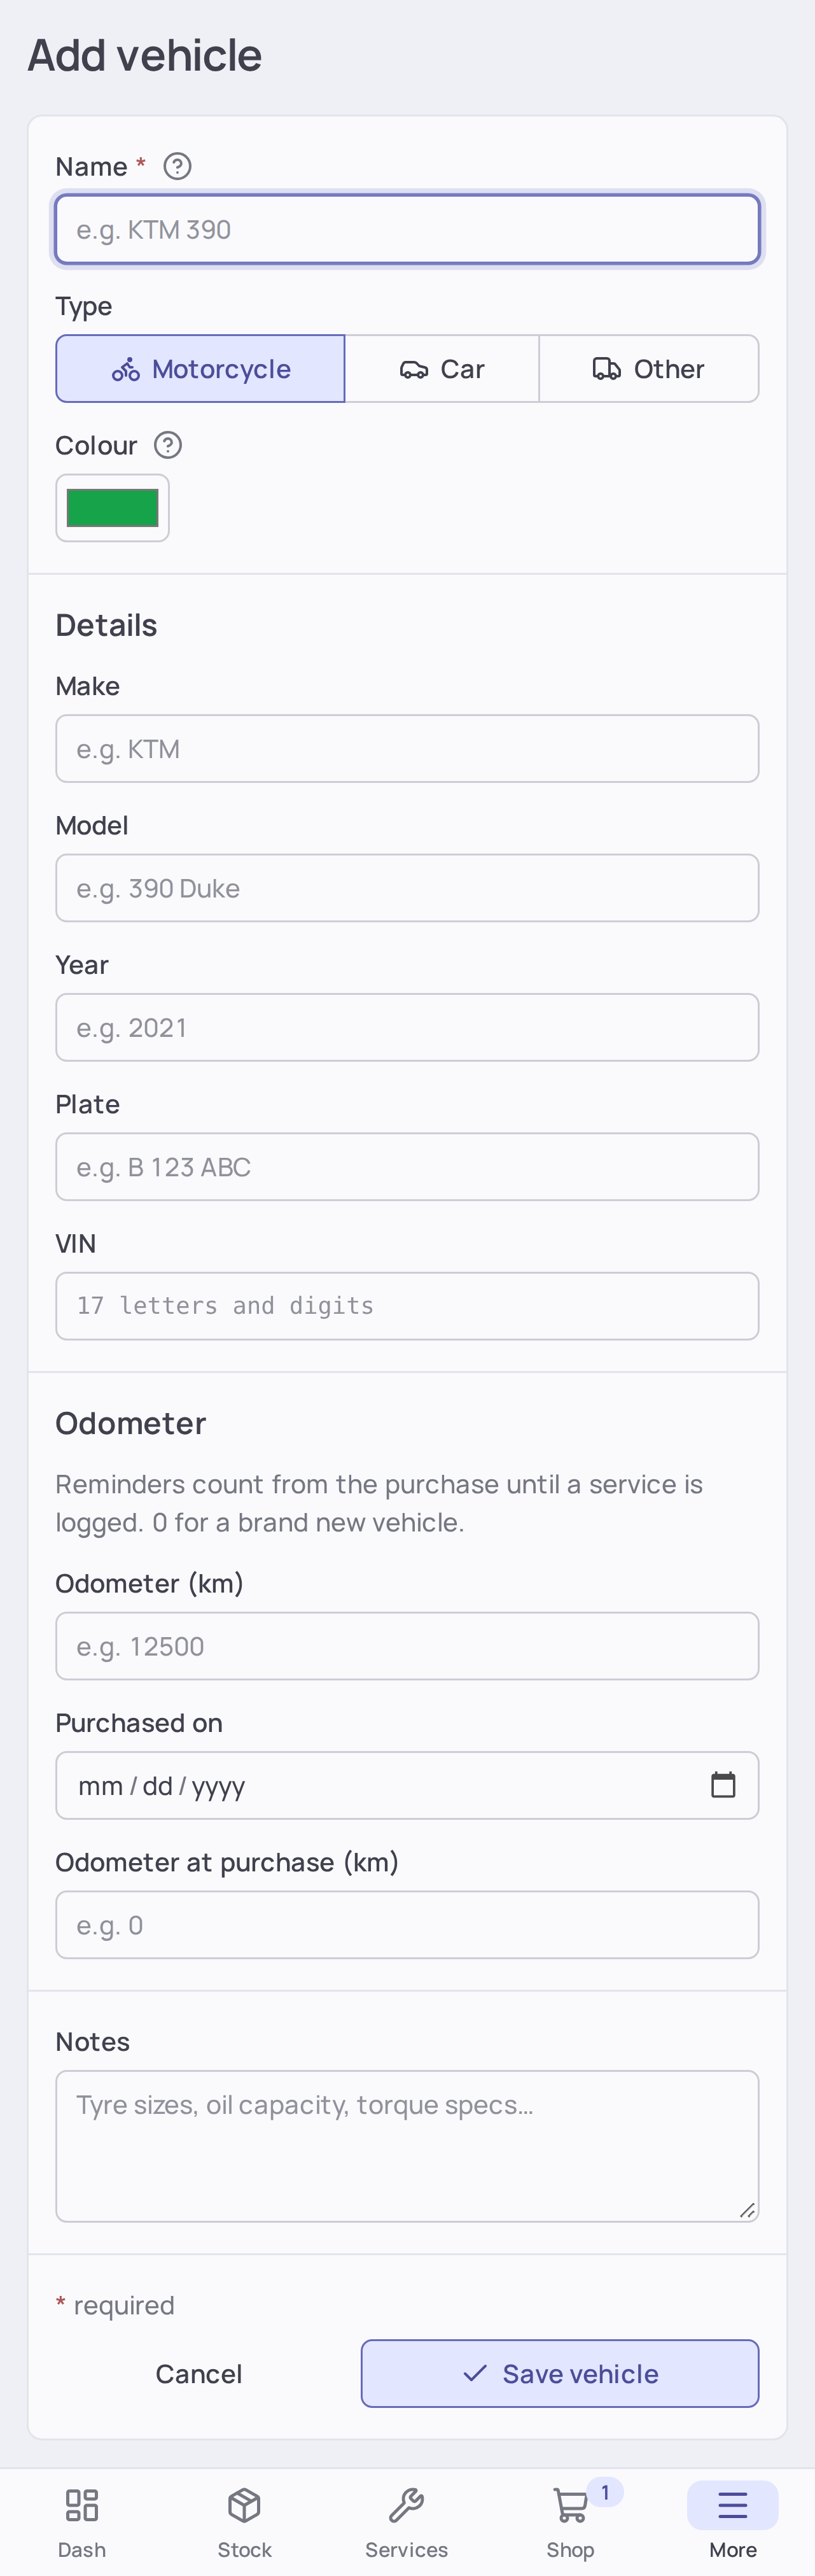 Add vehicle
Name *
e.g. KTM 390
Type
Motorcycle
Car
Other
Colour
Details
Make
e.g. KTM
Model
e.g. 390 Duke
Year
e.g. 2021
Plate
e.g. B 123 ABC
VIN
17 letters and digits
Odometer
Reminders count from the purchase until a service is
logged. 0 for a brand new vehicle.
Odometer (km)
e.g. 12500
Purchased on
mm / dd / yyyy
Odometer at purchase (km)
e.g. 0
Notes
Tyre sizes, oil capacity, torque specs…
* required
Cancel
Save vehicle
1
Dash
Stock
Services
Shop
More